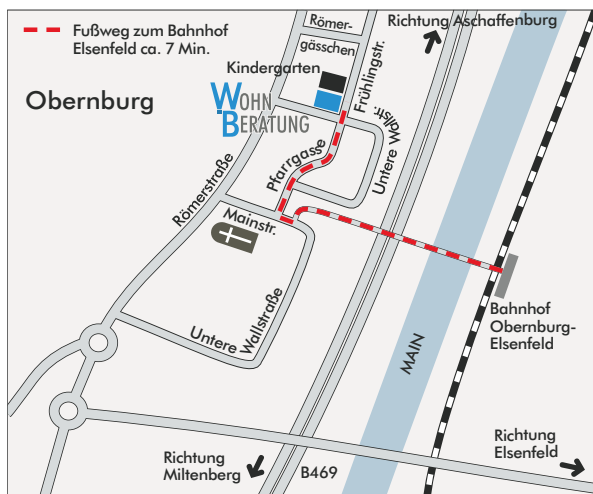 Fußweg zum Bahnhof
Elsenfeld ca. 7 Min.
Römer-
gässchen
Richtung Aschaffenburg
Kindergarten
Frühlingstr.
Obernburg
WOHN
BERATUNG
Untere Wallstr.
Pfarrgasse
Römerstraße
Mainstr.
Untere
Wallstraße
Bahnhof
Obernburg-
Elsenfeld
MAIN
Richtung
Miltenberg
B469
Richtung
Elsenfeld